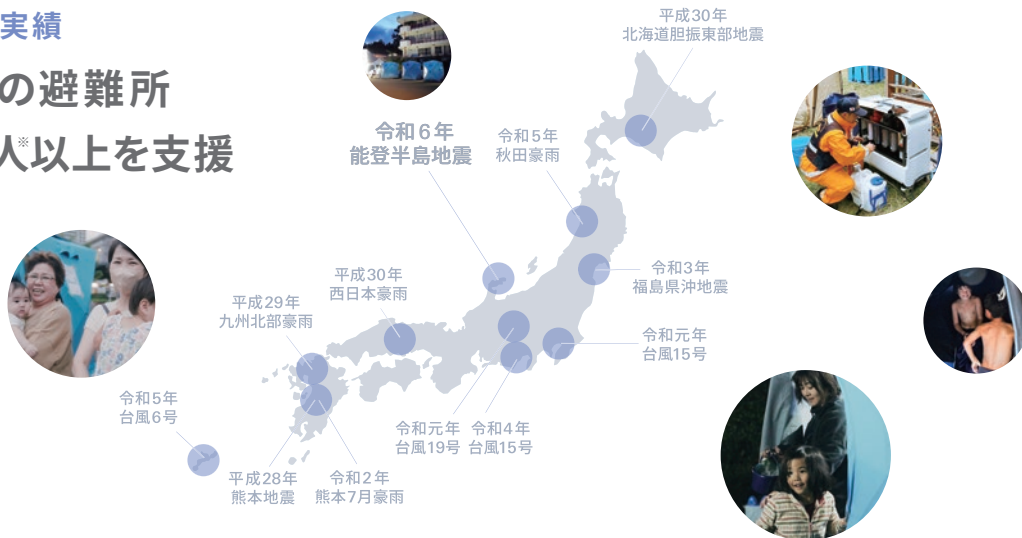 実績
の避難所
人※以上を支援
平成30年
北海道胆振東部地震
令和6年
能登半島地震
令和5年
秋田豪雨
令和3年
福島県沖地震
平成30年
西日本豪雨
平成29年
九州北部豪雨
令和元年
台風15号
令和5年
台風6号
令和元年
台風19号
令和4年
台風15号
平成28年
熊本地震
令和2年
熊本7月豪雨